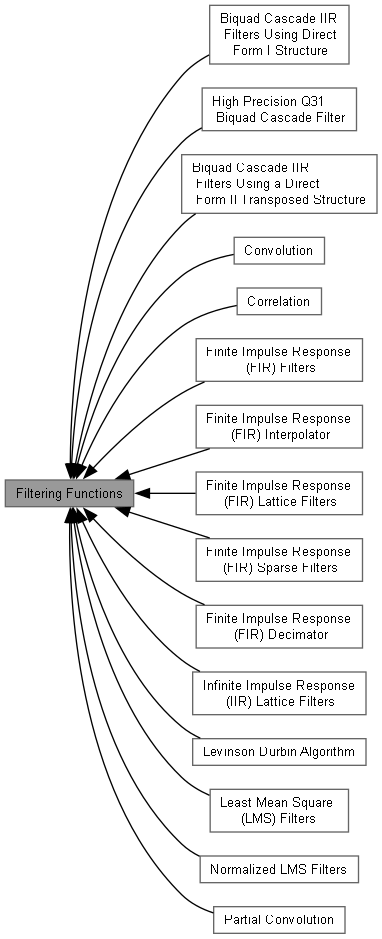 Biquad Cascade IIR
Filters Using Direct
Form I Structure
High Precision Q31
Biquad Cascade Filter
Biquad Cascade IIR
Filters Using a Direct
Form II Transposed Structure
Convolution
Correlation
Finite Impulse Response
(FIR) Filters
Finite Impulse Response
(FIR) Interpolator
Filtering Functions
Finite Impulse Response
(FIR) Lattice Filters
Finite Impulse Response
(FIR) Sparse Filters
Finite Impulse Response
(FIR) Decimator
Infinite Impulse Response
(IIR) Lattice Filters
Levinson Durbin Algorithm
Least Mean Square
(LMS) Filters
Normalized LMS Filters
Partial Convolution